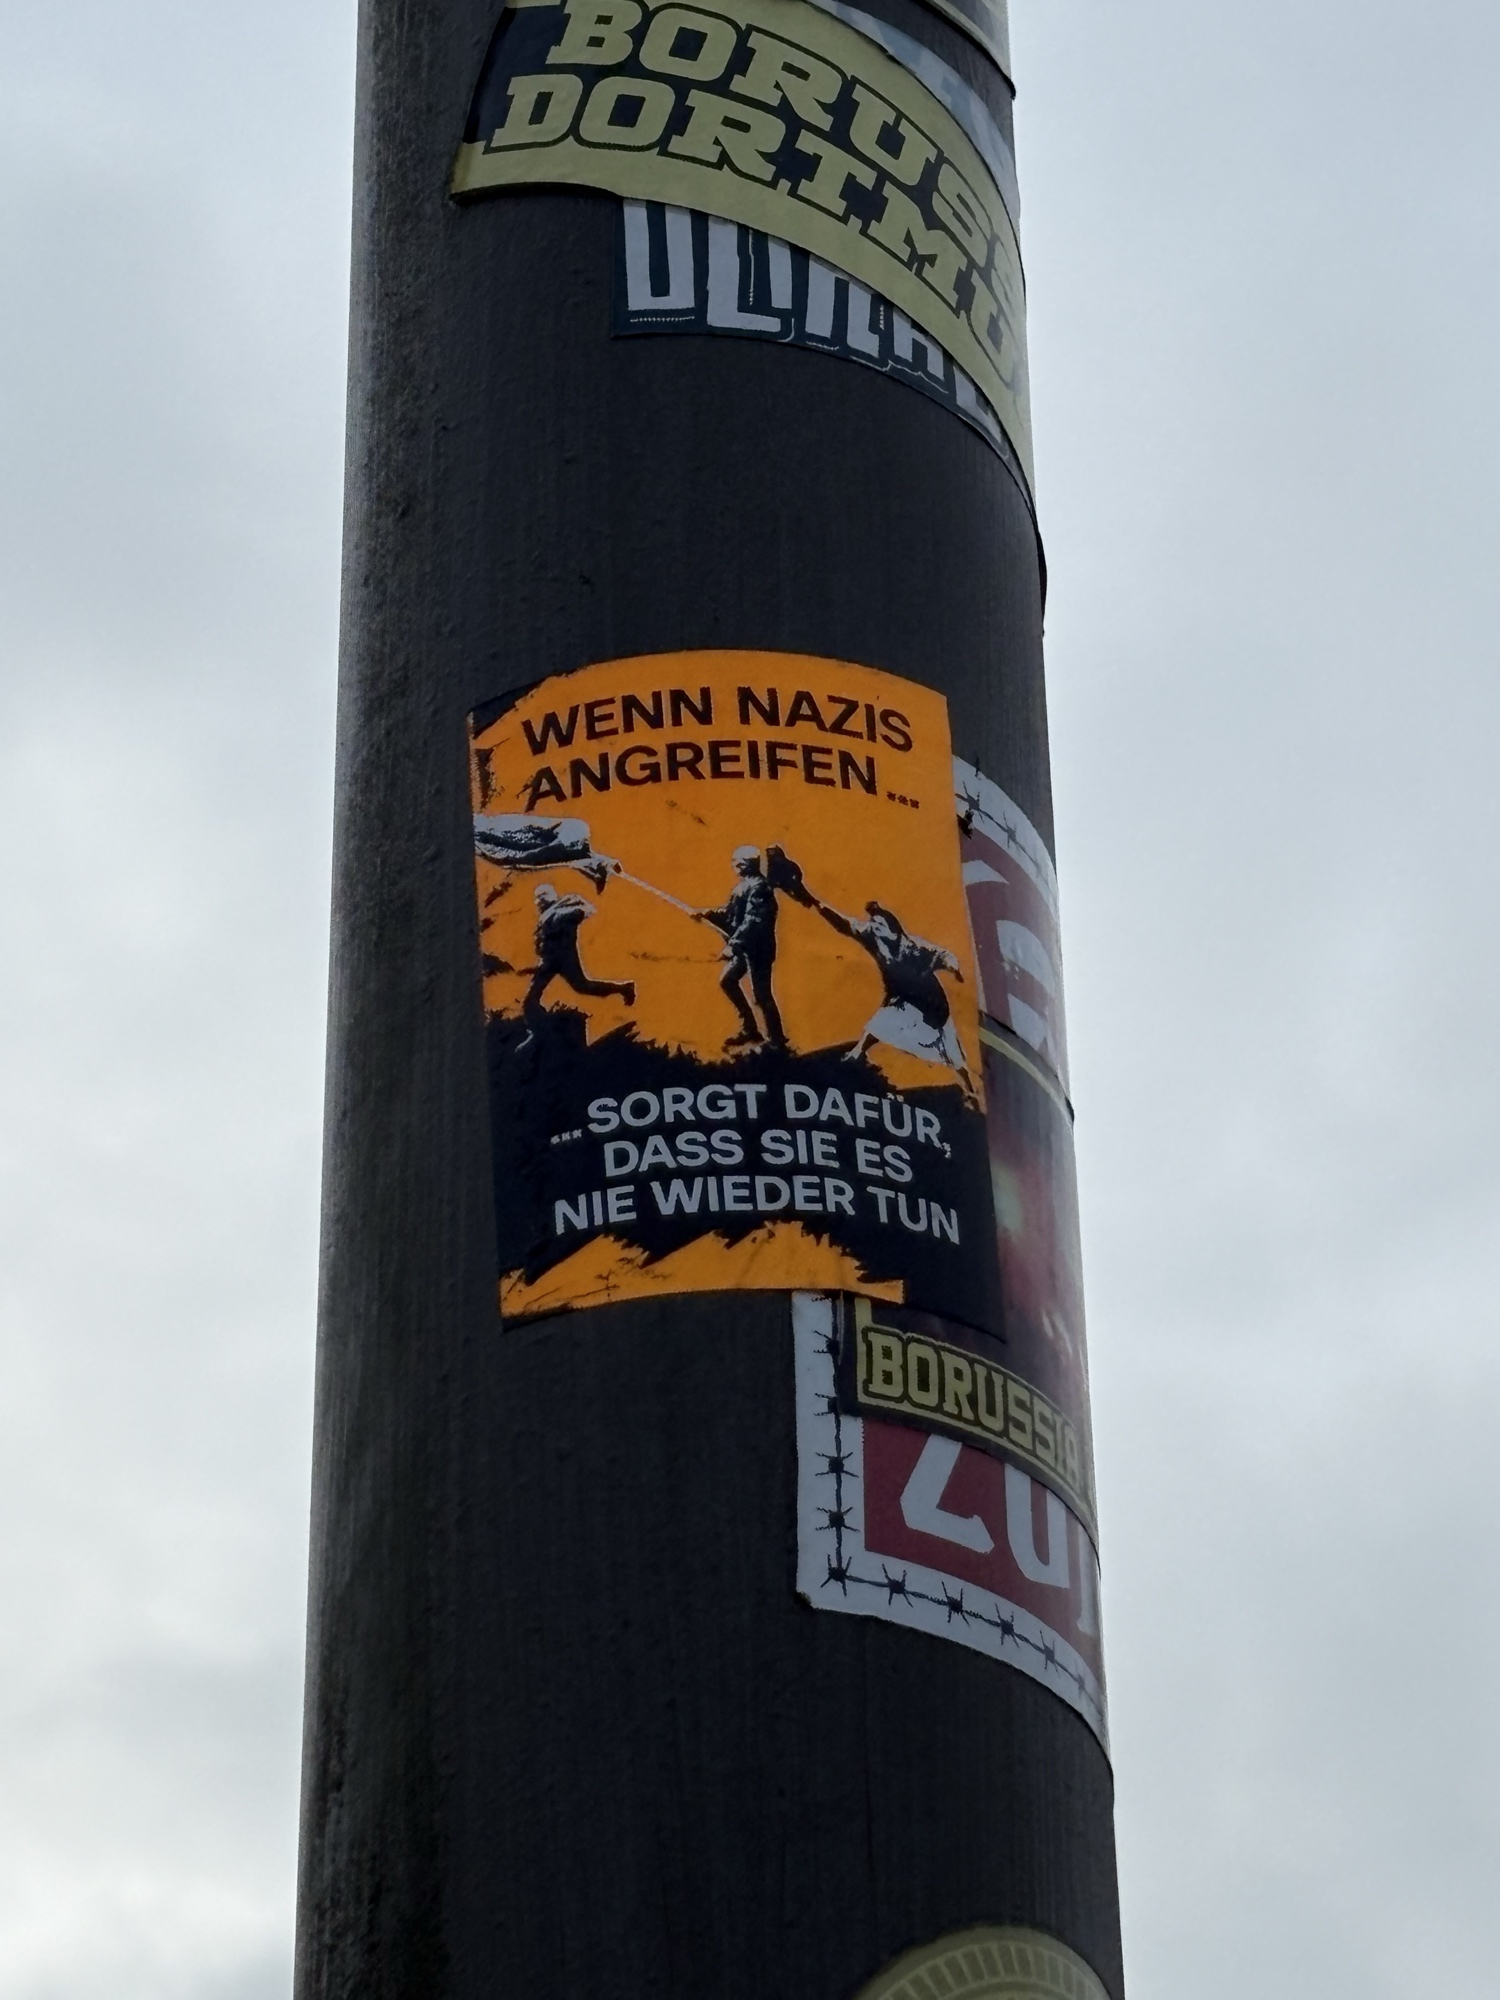 BORUSS
DORTMU
WENN NAZIS
ANGREIFEN...
...SORGT DAFÜR,
DASS SIE ES
NIE WIEDER TUN
BORUSSIA